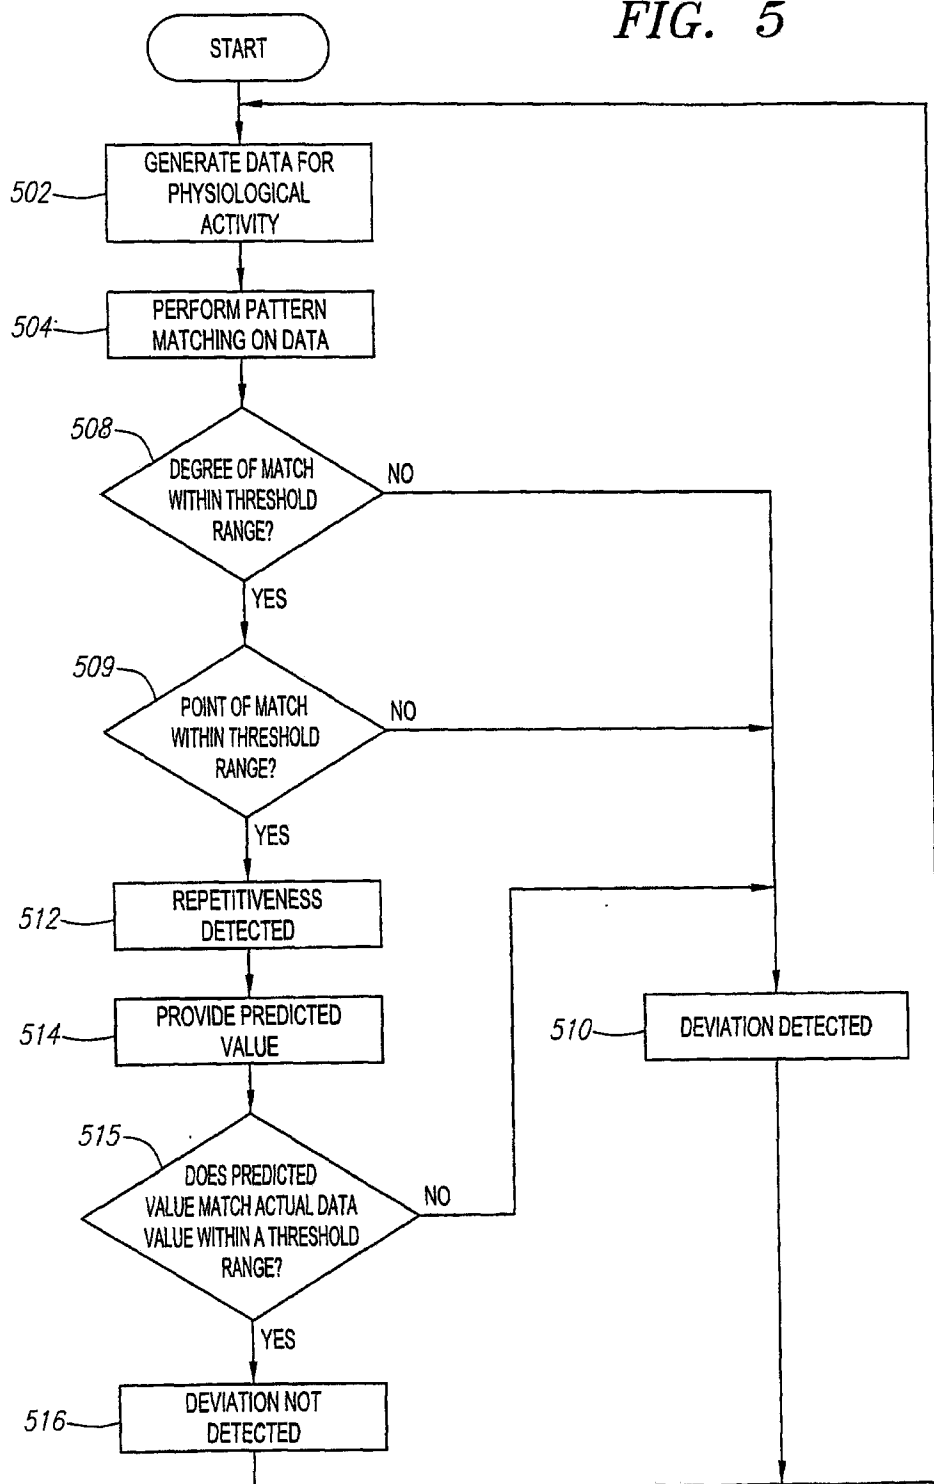 FIG. 5
START
502
GENERATE DATA FOR
PHYSIOLOGICAL
ACTIVITY
504
PERFORM PATTERN
MATCHING ON DATA
508
DEGREE OF MATCH
WITHIN THRESHOLD
RANGE?
NO
YES
509
POINT OF MATCH
WITHIN THRESHOLD
RANGE?
NO
YES
512
REPETITIVENESS
DETECTED
514
PROVIDE PREDICTED
VALUE
510
DEVIATION DETECTED
515
DOES PREDICTED
VALUE MATCH ACTUAL DATA
VALUE WITHIN A THRESHOLD
RANGE?
NO
YES
516
DEVIATION NOT
DETECTED